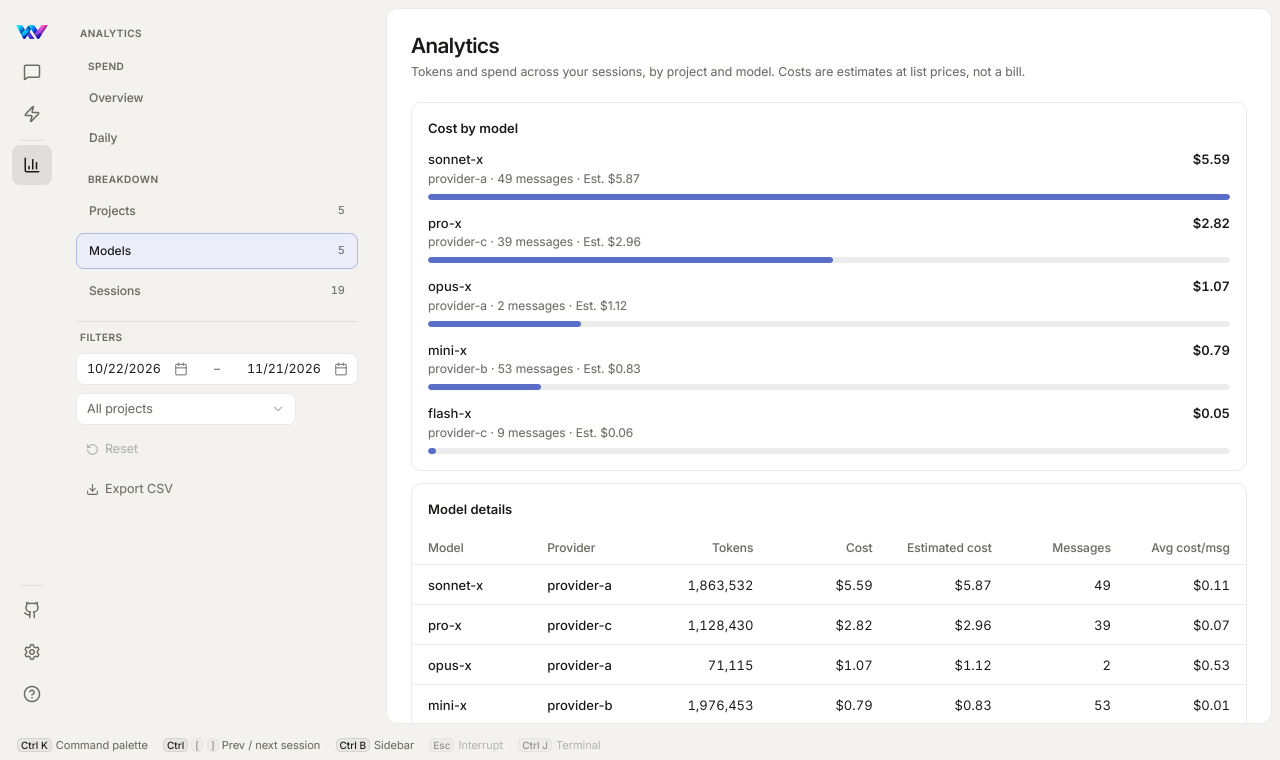 ANALYTICS
SPEND
Overview
Daily
BREAKDOWN
Projects 5
Models 5
Sessions 19
FILTERS
10/22/2026 – 11/21/2026
All projects
Reset
Export CSV
Analytics
Tokens and spend across your sessions, by project and model. Costs are estimates at list prices, not a bill.
Cost by model
sonnet-x $5.59
provider-a · 49 messages · Est. $5.87
pro-x $2.82
provider-c · 39 messages · Est. $2.96
opus-x $1.07
provider-a · 2 messages · Est. $1.12
mini-x $0.79
provider-b · 53 messages · Est. $0.83
flash-x $0.05
provider-c · 9 messages · Est. $0.06
Model details
Model Provider Tokens Cost Estimated cost Messages Avg cost/msg
sonnet-x provider-a 1,863,532 $5.59 $5.87 49 $0.11
pro-x provider-c 1,128,430 $2.82 $2.96 39 $0.07
opus-x provider-a 71,115 $1.07 $1.12 2 $0.53
mini-x provider-b 1,976,453 $0.79 $0.83 53 $0.01
Ctrl K Command palette · Ctrl [ ] Prev / next session · Ctrl B Sidebar · Esc Interrupt · Ctrl J Terminal